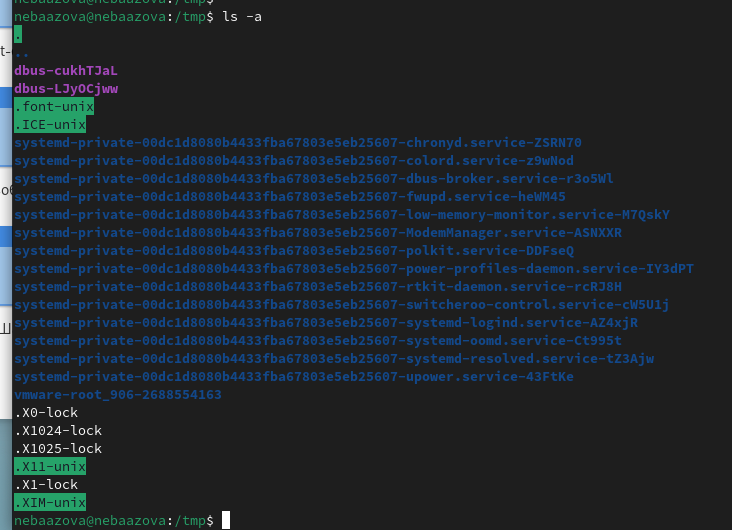 nebaazova@nebaazova:/tmp$
nebaazova@nebaazova:/tmp$ ls -a
.
..
dbus-cukhTJaL
dbus-LJyOCjww
.font-unix
.ICE-unix
systemd-private-00dc1d8080b4433fba67803e5eb25607-chronyd.service-ZSRN70
systemd-private-00dc1d8080b4433fba67803e5eb25607-colord.service-z9wNod
systemd-private-00dc1d8080b4433fba67803e5eb25607-dbus-broker.service-r3o5Wl
systemd-private-00dc1d8080b4433fba67803e5eb25607-fwupd.service-heWM45
systemd-private-00dc1d8080b4433fba67803e5eb25607-low-memory-monitor.service-M7QskY
systemd-private-00dc1d8080b4433fba67803e5eb25607-ModemManager.service-ASNXXR
systemd-private-00dc1d8080b4433fba67803e5eb25607-polkit.service-DDFseQ
systemd-private-00dc1d8080b4433fba67803e5eb25607-power-profiles-daemon.service-IY3dPT
systemd-private-00dc1d8080b4433fba67803e5eb25607-rtkit-daemon.service-rcRJ8H
systemd-private-00dc1d8080b4433fba67803e5eb25607-switcheroo-control.service-cW5U1j
systemd-private-00dc1d8080b4433fba67803e5eb25607-systemd-logind.service-AZ4xjR
systemd-private-00dc1d8080b4433fba67803e5eb25607-systemd-oomd.service-Ct995t
systemd-private-00dc1d8080b4433fba67803e5eb25607-systemd-resolved.service-tZ3Ajw
systemd-private-00dc1d8080b4433fba67803e5eb25607-upower.service-43FtKe
vmware-root_906-2688554163
.X0-lock
.X1024-lock
.X1025-lock
.X11-unix
.X1-lock
.XIM-unix
nebaazova@nebaazova:/tmp$